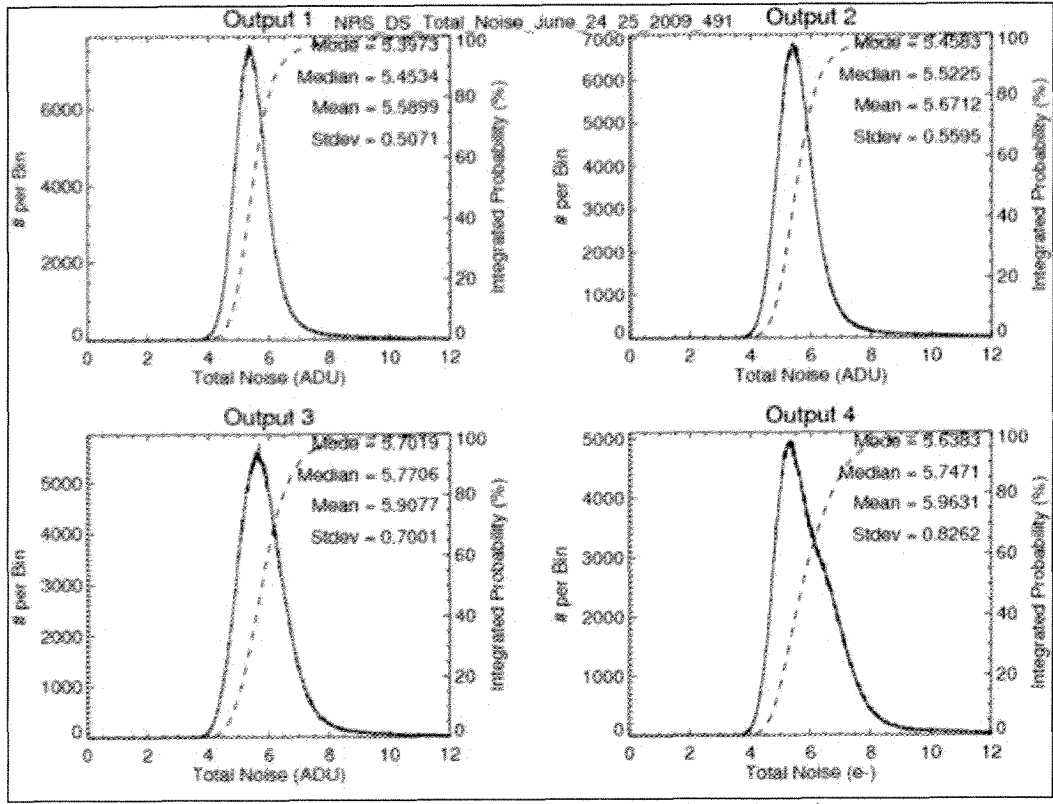 NRS_DS_Total_Noise_June_24_25_2009_491
Output 1
Mode = 5.3973
Median = 5.4534
Mean = 5.5899
Stdev = 0.5071
# per Bin
6000
4000
2000
0
100
80
60
40
20
0
Integrated Probability (%)
0 2 4 6 8 10 12
Total Noise (ADU)
Output 2
Mode = 5.4583
Median = 5.5225
Mean = 5.6712
Stdev = 0.5595
# per Bin
7000
6000
5000
4000
3000
2000
1000
0
100
80
60
40
20
0
Integrated Probability (%)
0 2 4 6 8 10 12
Total Noise (ADU)
Output 3
Mode = 5.7019
Median = 5.7706
Mean = 5.9077
Stdev = 0.7001
# per Bin
5000
4000
3000
2000
1000
0
100
80
60
40
20
0
Integrated Probability (%)
0 2 4 6 8 10 12
Total Noise (ADU)
Output 4
Mode = 5.6383
Median = 5.7471
Mean = 5.9631
Stdev = 0.8262
# per Bin
5000
4000
3000
2000
1000
0
100
80
60
40
20
0
Integrated Probability (%)
0 2 4 6 8 10 12
Total Noise (e-)